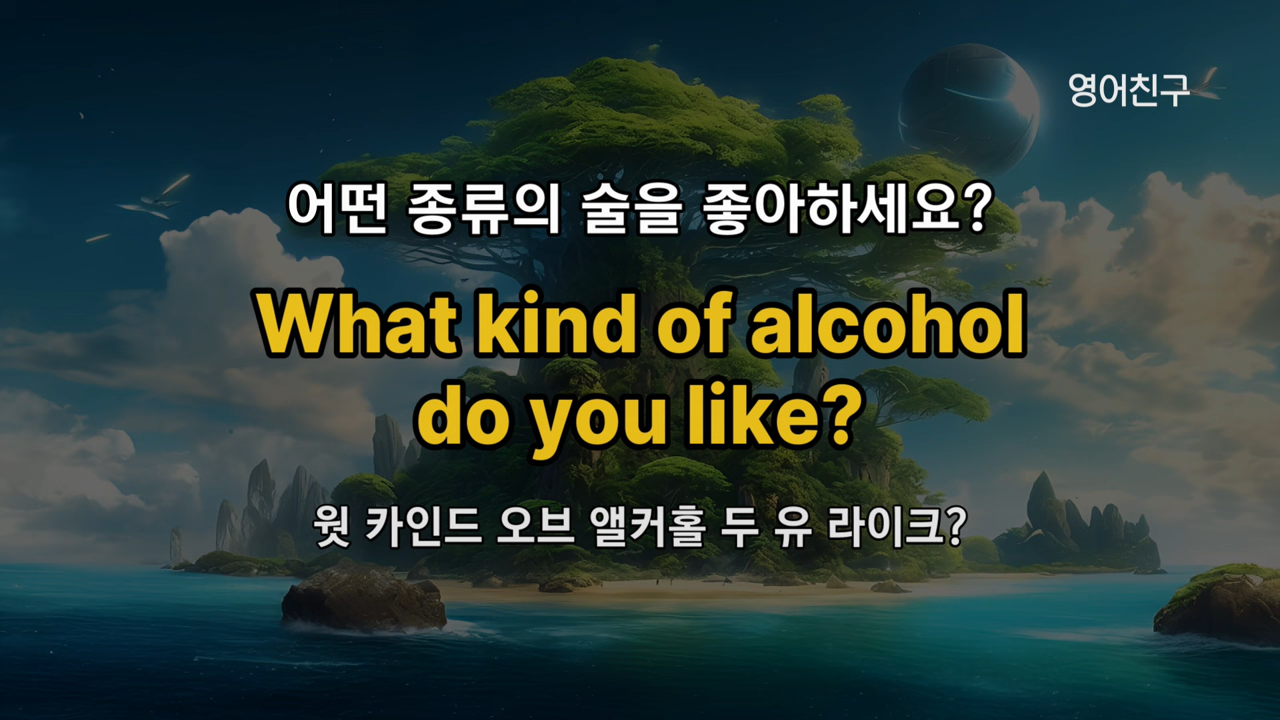 영어친구
어떤 종류의 술을 좋아하세요?
What kind of alcohol
do you like?
웟 카인드 오브 앨커홀 두 유 라이크?